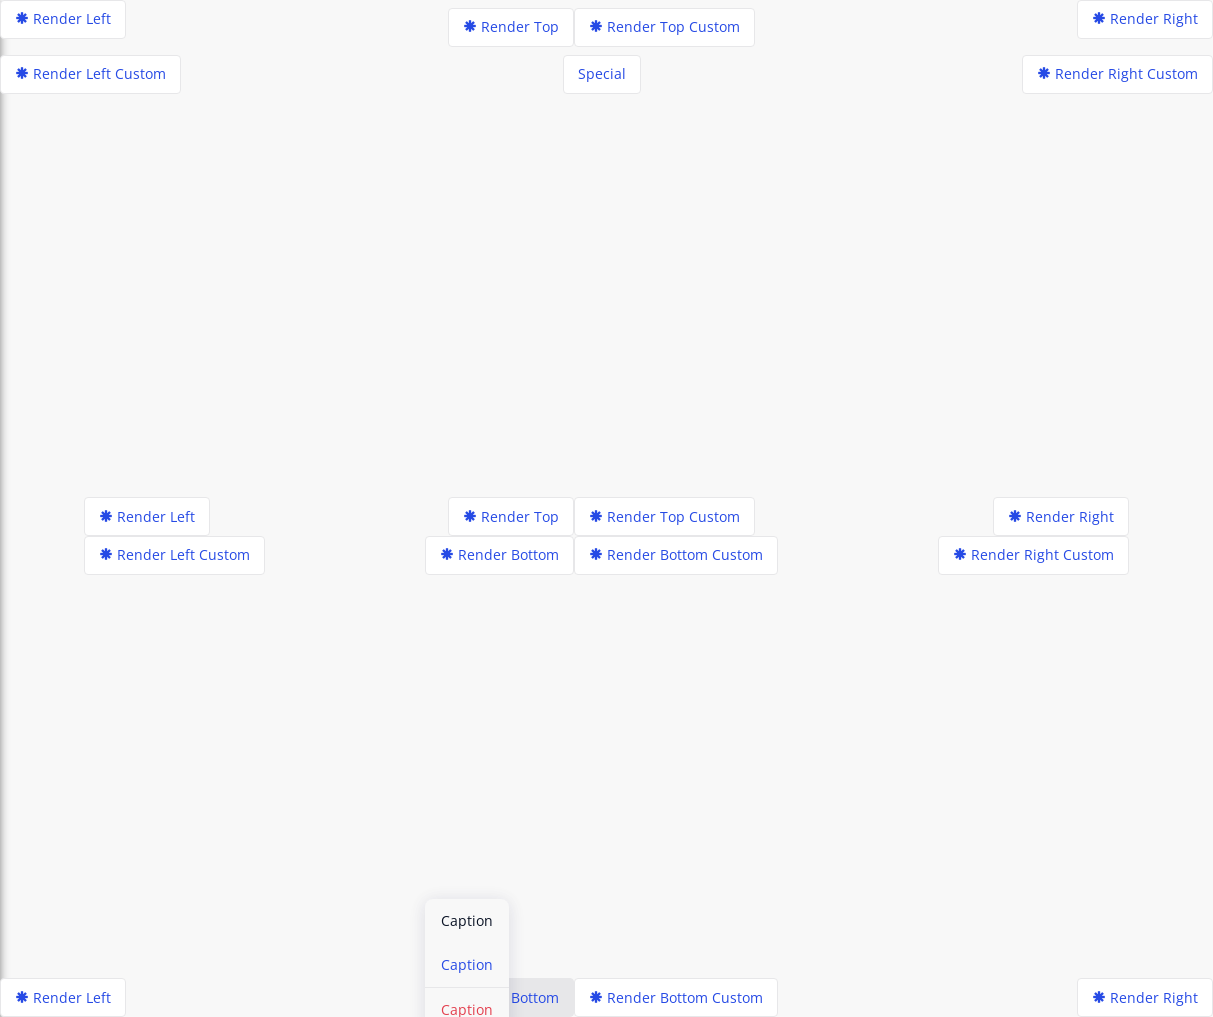 Render Left
Render Top
Render Top Custom
Render Right
Render Left Custom
Special
Render Right Custom
Render Left
Render Top
Render Top Custom
Render Right
Render Left Custom
Render Bottom
Render Bottom Custom
Render Right Custom
Caption
Caption
Caption
Render Left
Bottom
Render Bottom Custom
Render Right